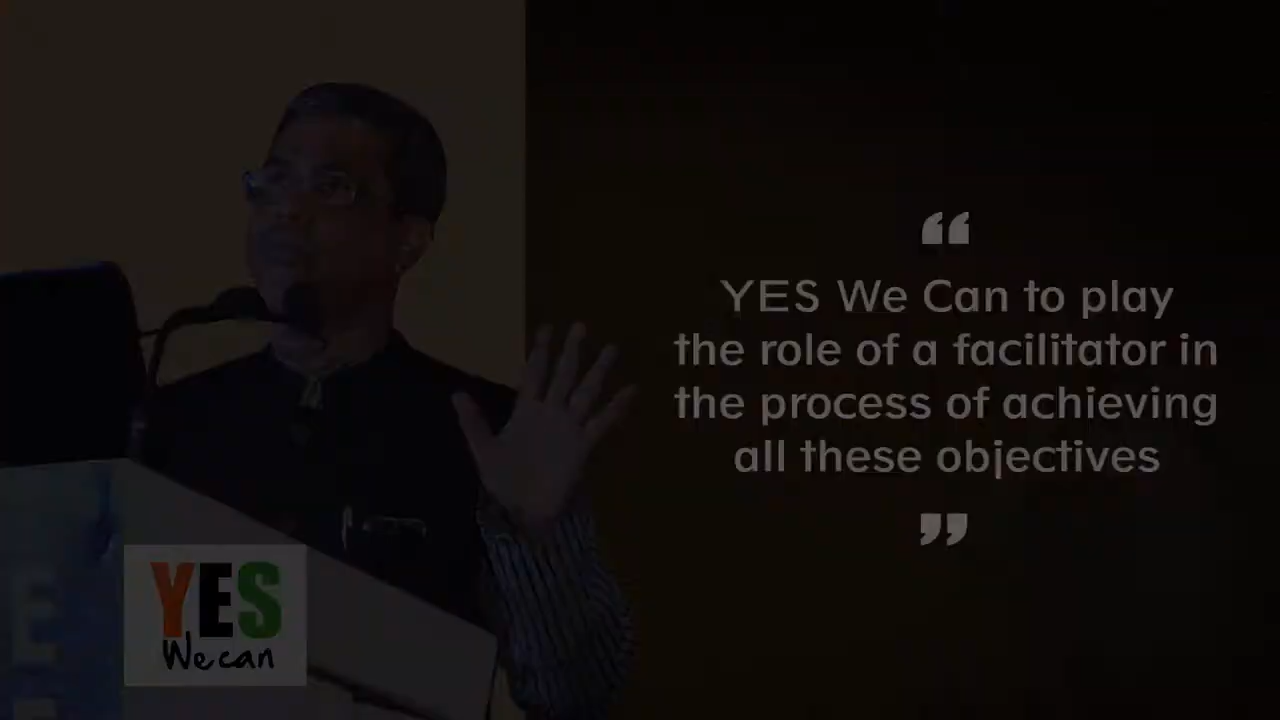 “
YES We Can to play
the role of a facilitator in
the process of achieving
all these objectives
”
YES
We can
E